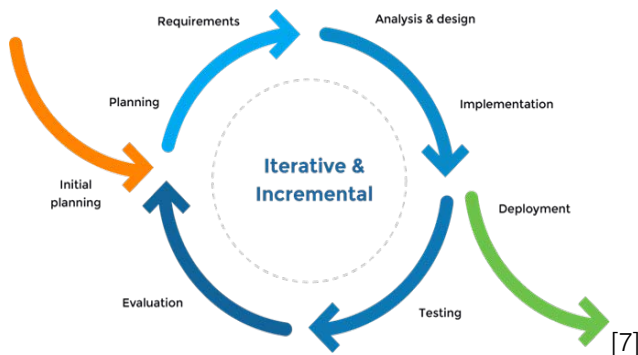 Requirements
Analysis & design
Planning
Implementation
Iterative &
Incremental
Initial
planning
Deployment
Evaluation
Testing
[7]